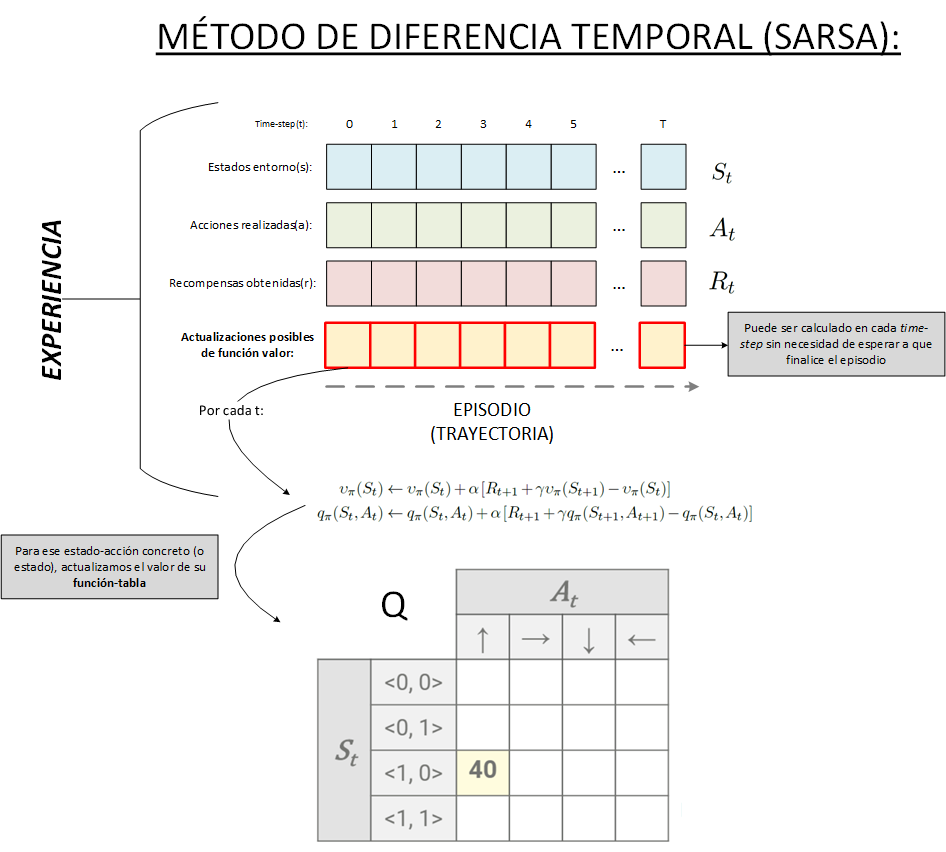 MÉTODO DE DIFERENCIA TEMPORAL (SARSA):
Time-step(t):
0 1 2 3 4 5 T
Estados entorno(s):
...
S_t
Acciones realizadas(a):
...
A_t
Recompensas obtenidas(r):
...
R_t
EXPERIENCIA
Actualizaciones posibles
de función valor:
...
Puede ser calculado en cada time-
step sin necesidad de esperar a que
finalice el episodio
Por cada t:
EPISODIO
(TRAYECTORIA)
v_π(S_t) ← v_π(S_t) + α[R_{t+1} + γv_π(S_{t+1}) − v_π(S_t)]
q_π(S_t, A_t) ← q_π(S_t, A_t) + α[R_{t+1} + γq_π(S_{t+1}, A_{t+1}) − q_π(S_t, A_t)]
Para ese estado-acción concreto (o
estado), actualizamos el valor de su
función-tabla
Q
A_t
↑ → ↓ ←
S_t
<0, 0>
<0, 1>
<1, 0> 40
<1, 1>